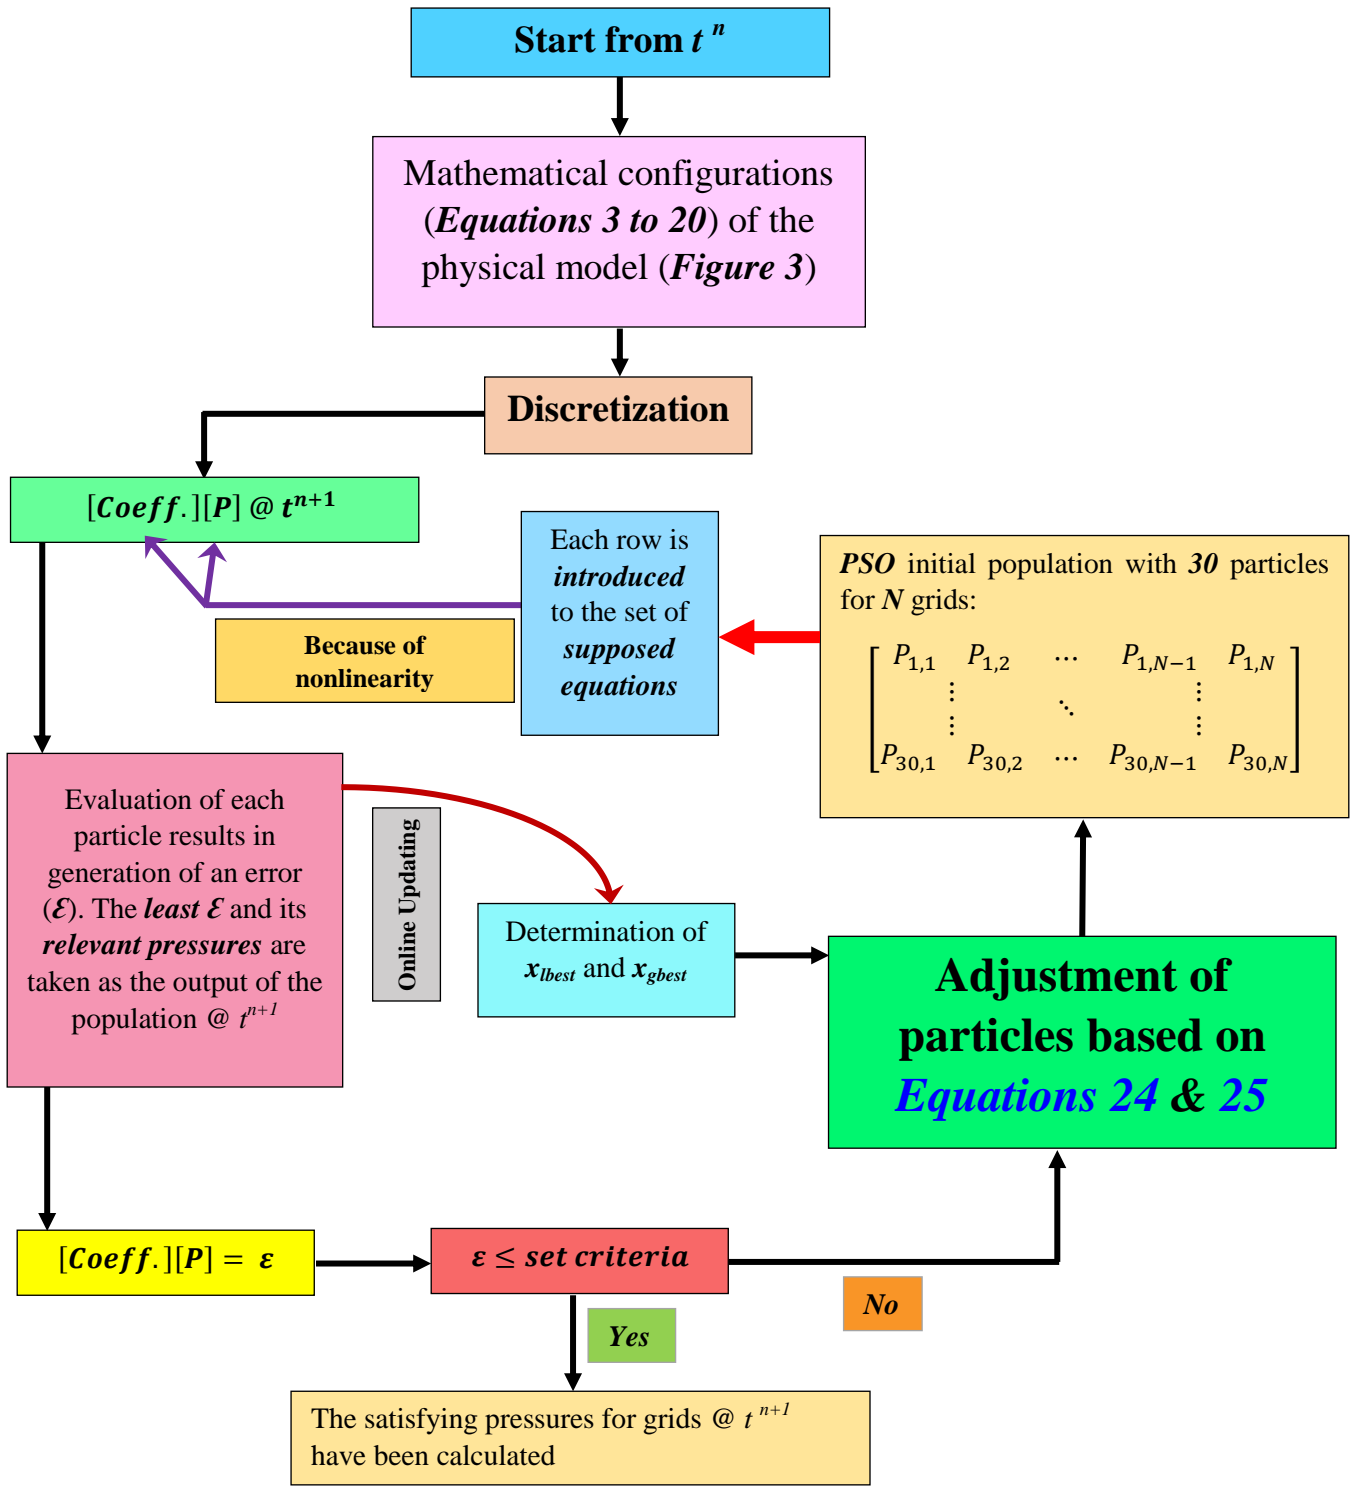 Start from t n
Mathematical configurations
(Equations 3 to 20) of the
physical model (Figure 3)
Discretization
[Coeff.][P] @ tⁿ⁺¹
Each row is
introduced
to the set of
supposed
equations
Because of
nonlinearity
PSO initial population with 30 particles
for N grids:
P1,1 P1,2 ⋯ P1,N−1 P1,N
⋮ ⋱ ⋮
⋮ ⋮
P30,1 P30,2 ⋯ P30,N−1 P30,N
Evaluation of each
particle results in
generation of an error
(Ɛ). The least Ɛ and its
relevant pressures are
taken as the output of the
population @ tⁿ⁺¹
Online Updating
Determination of
xlbest and xgbest
Adjustment of
particles based on
Equations 24 & 25
[Coeff.][P] = ε
ε ≤ set criteria
No
Yes
The satisfying pressures for grids @ t ⁿ⁺¹
have been calculated